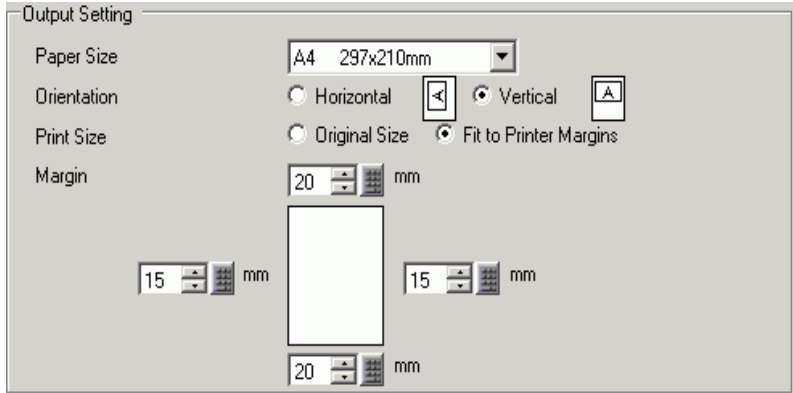 Output Setting
Paper Size A4 297x210mm
Orientation Horizontal A Vertical A
Print Size Original Size Fit to Printer Margins
Margin 20 mm
15 mm 15 mm
20 mm